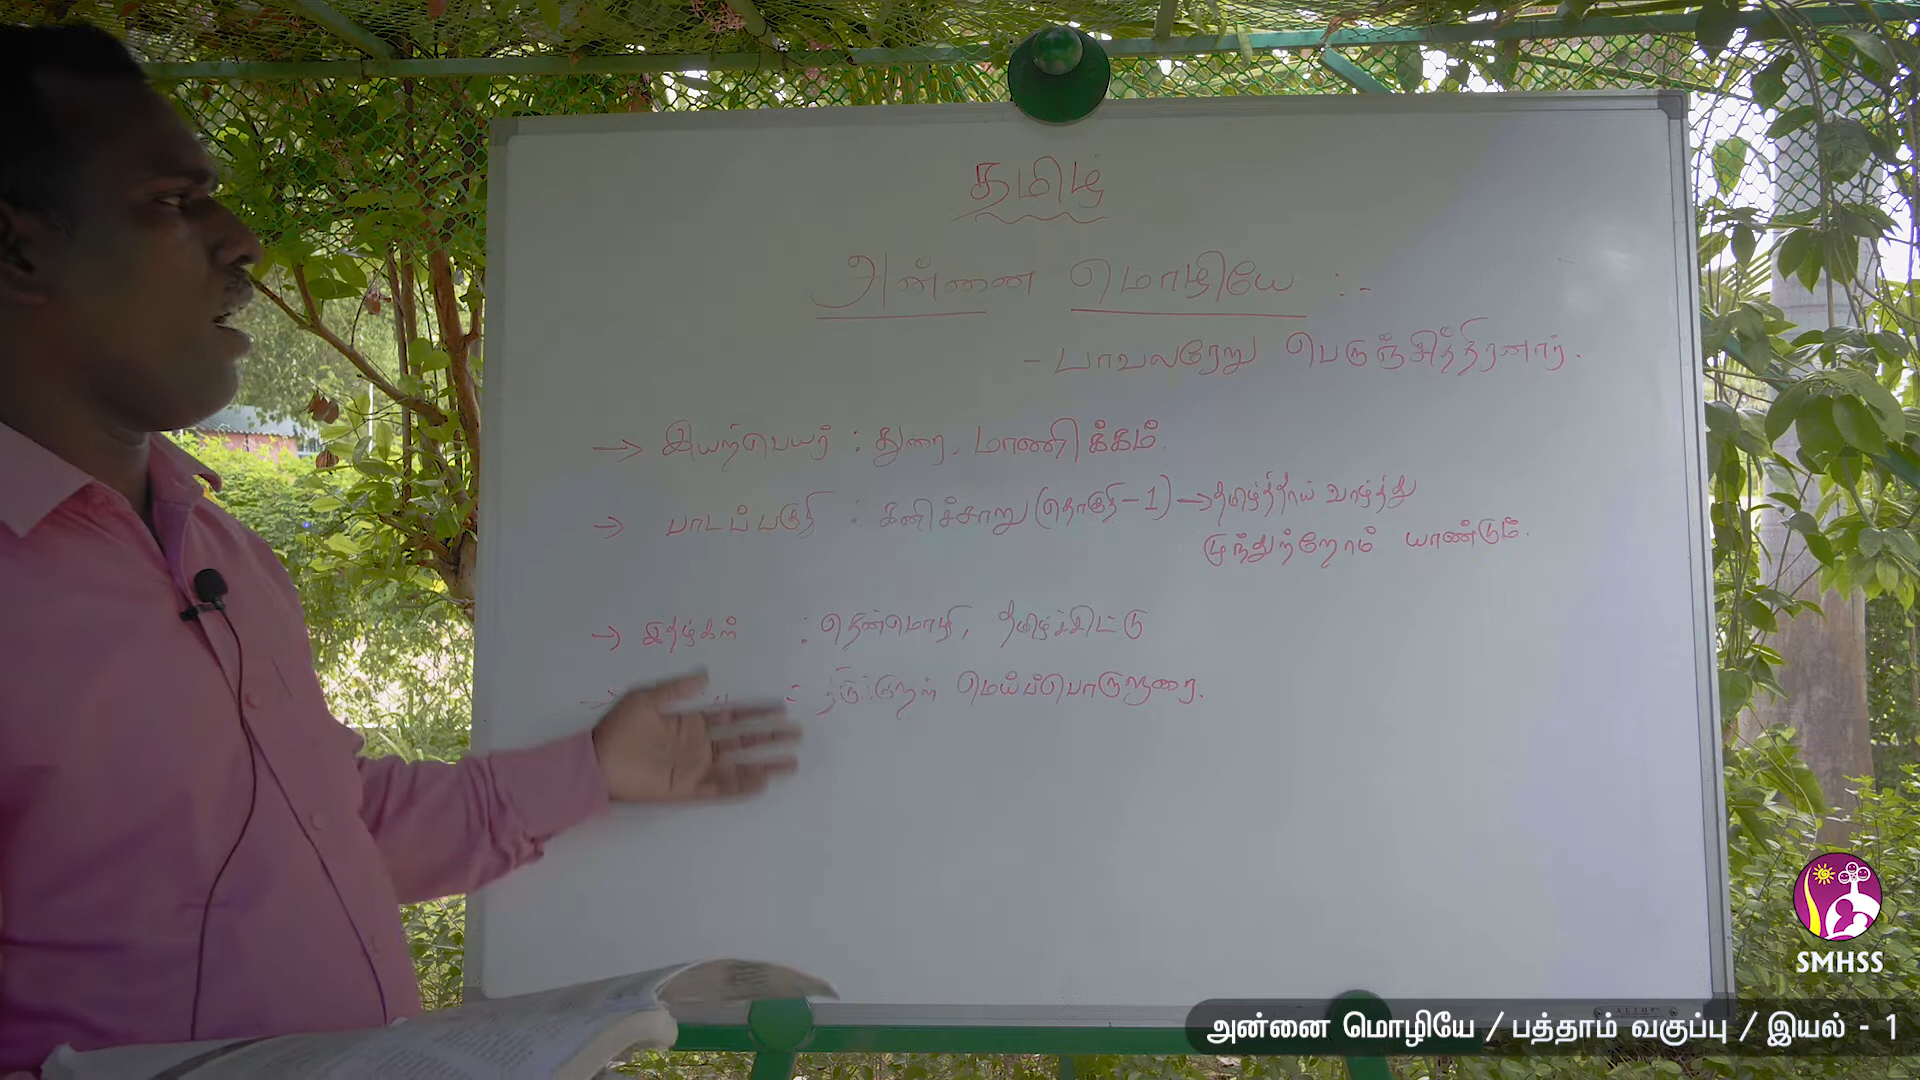 தமிழ்
அன்னை மொழியே :-
- பாவலரேறு பெருஞ்சித்திரனார்.
→ இயற்பெயர் : துரை. மாணிக்கம்.
→ பாடப்பகுதி : கனிச்சாறு (தொகுதி - 1) → தமிழ்த்தாய் வாழ்த்து
முந்துற்றோம் யாண்டும்.
→ இதழ்கள் : தென்மொழி, தமிழ்ச்சிட்டு
→ : திருக்குறள் மெய்ப்பொருளுரை.
SMHSS
அன்னை மொழியே / பத்தாம் வகுப்பு / இயல் - 1